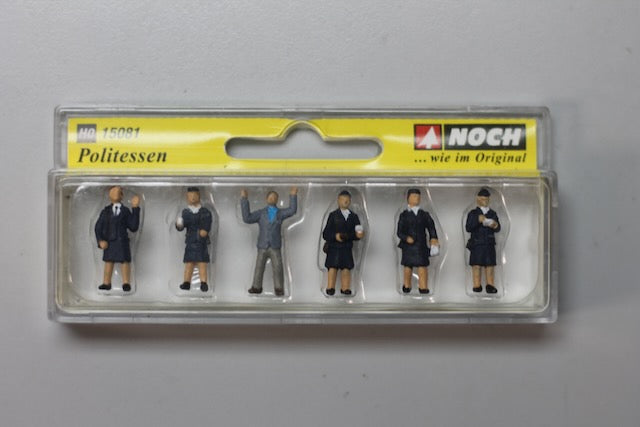 H0 15081
Politessen
NOCH
... wie im Original